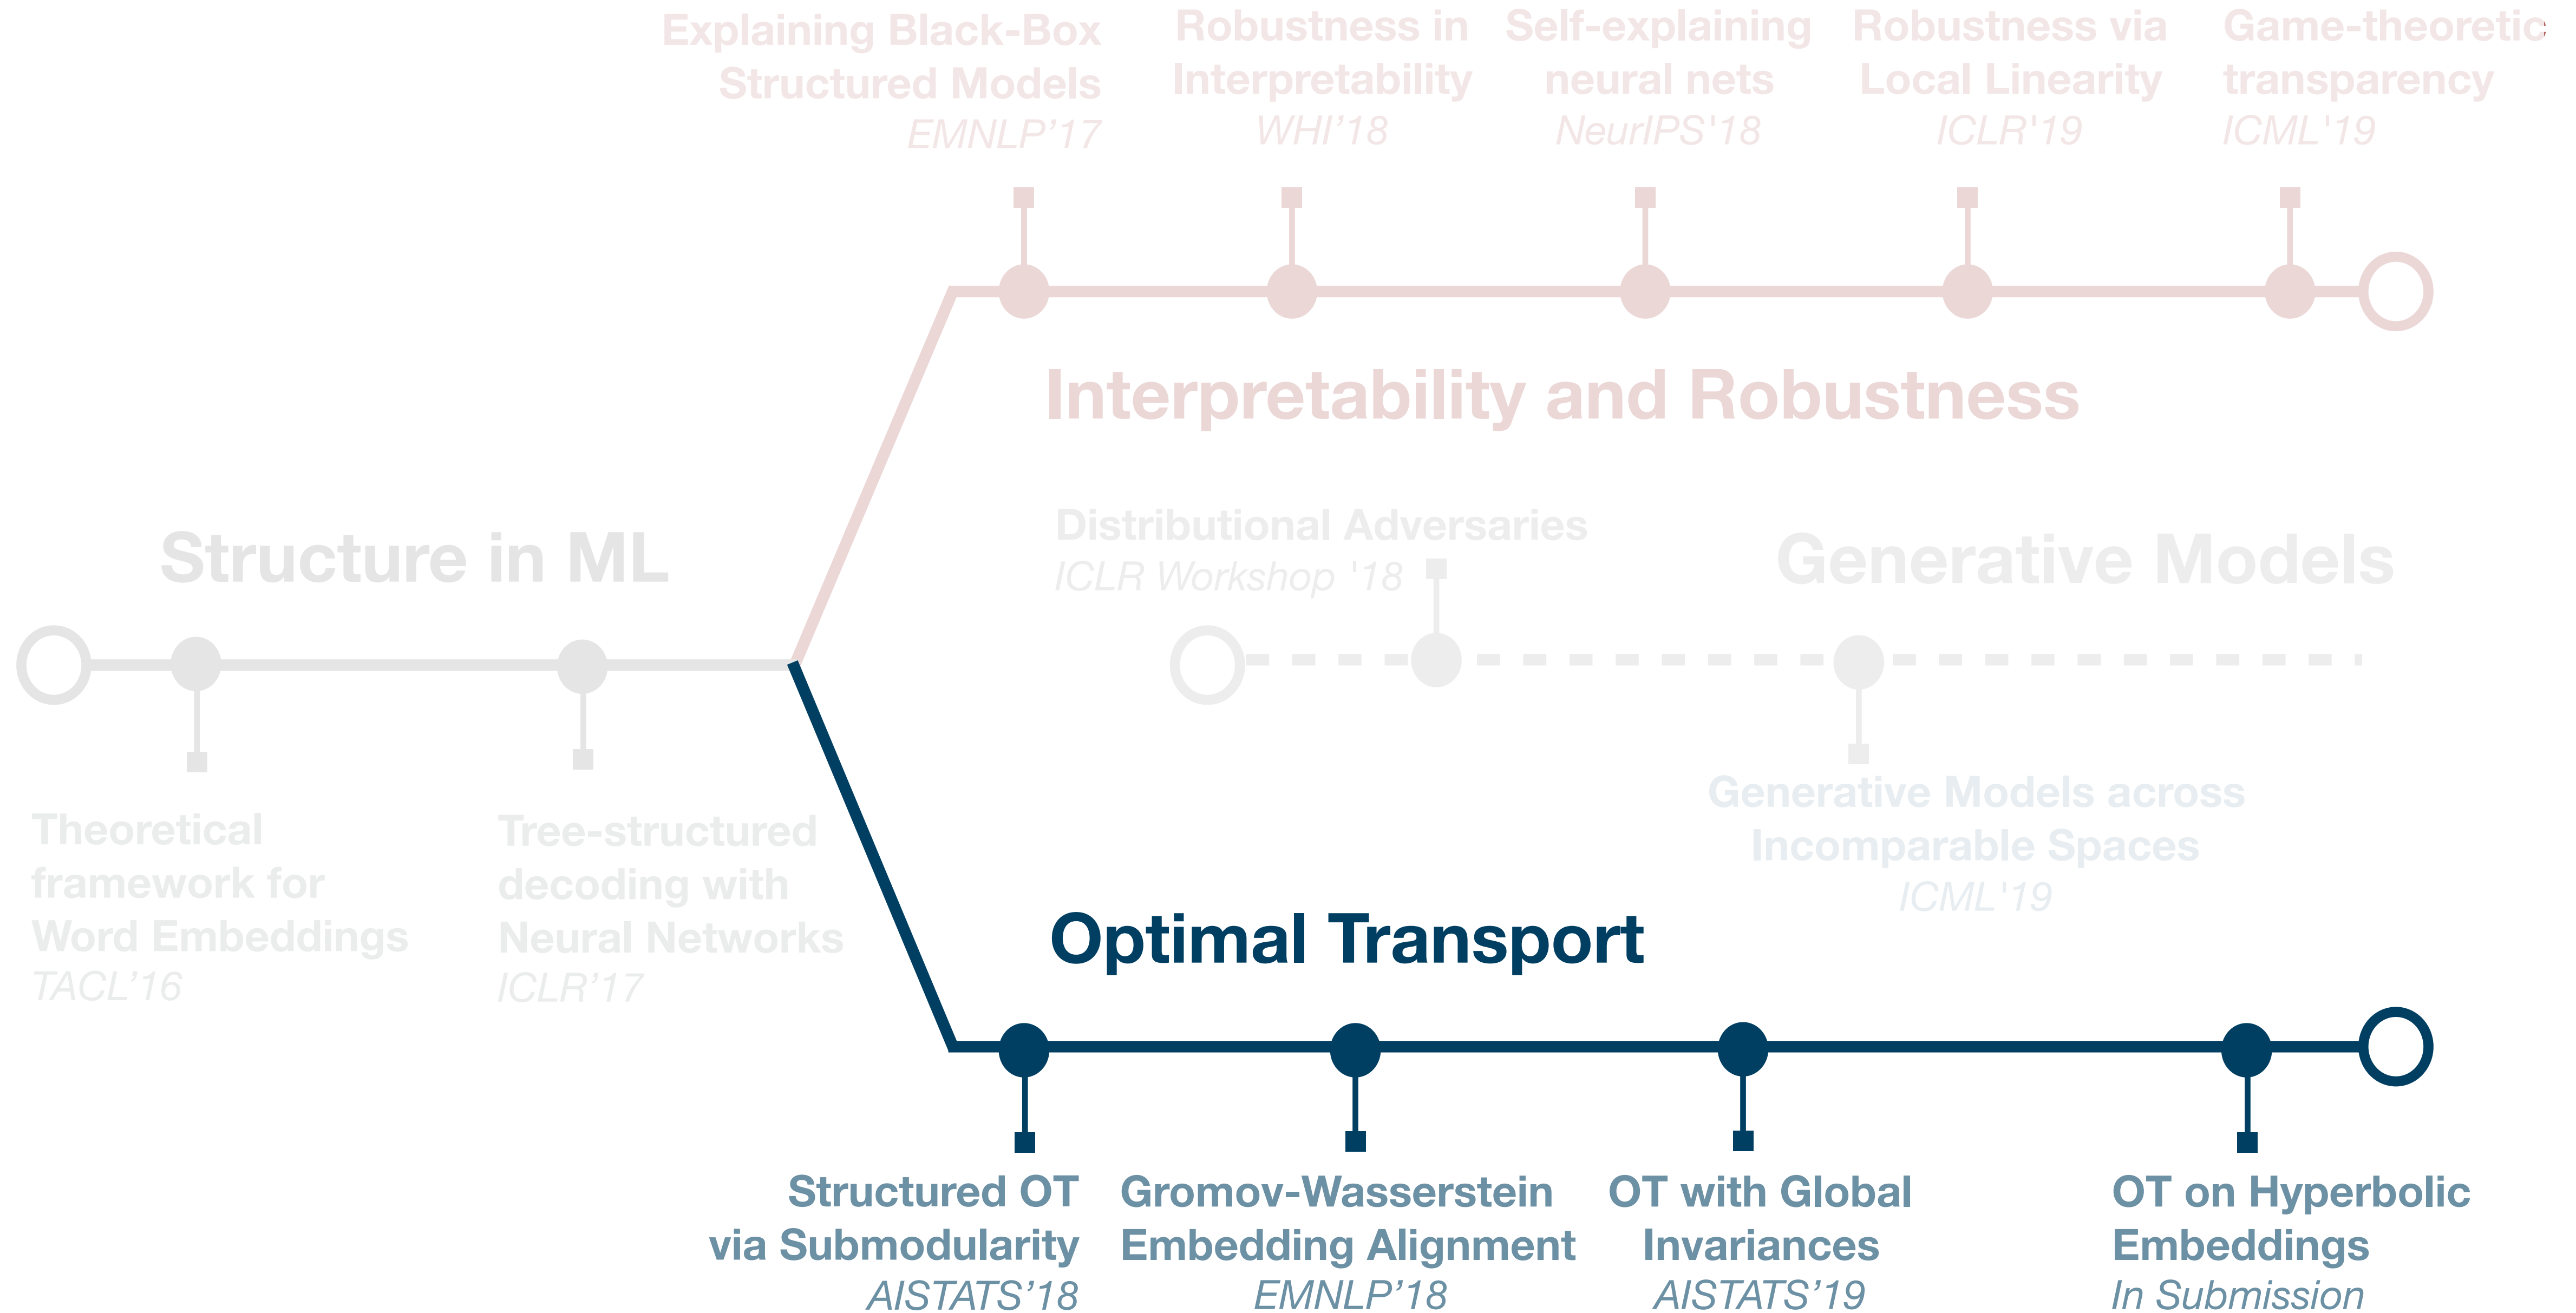 Explaining Black-Box
Structured Models
EMNLP’17
Robustness in
Interpretability
WHI’18
Self-explaining
neural nets
NeurIPS'18
Robustness via
Local Linearity
ICLR'19
Game-theoretic
transparency
ICML'19
Interpretability and Robustness
Structure in ML
Distributional Adversaries
ICLR Workshop '18
Generative Models
Theoretical
framework for
Word Embeddings
TACL’16
Tree-structured
decoding with
Neural Networks
ICLR’17
Generative Models across
Incomparable Spaces
ICML'19
Optimal Transport
Structured OT
via Submodularity
AISTATS’18
Gromov-Wasserstein
Embedding Alignment
EMNLP’18
OT with Global
Invariances
AISTATS’19
OT on Hyperbolic
Embeddings
In Submission